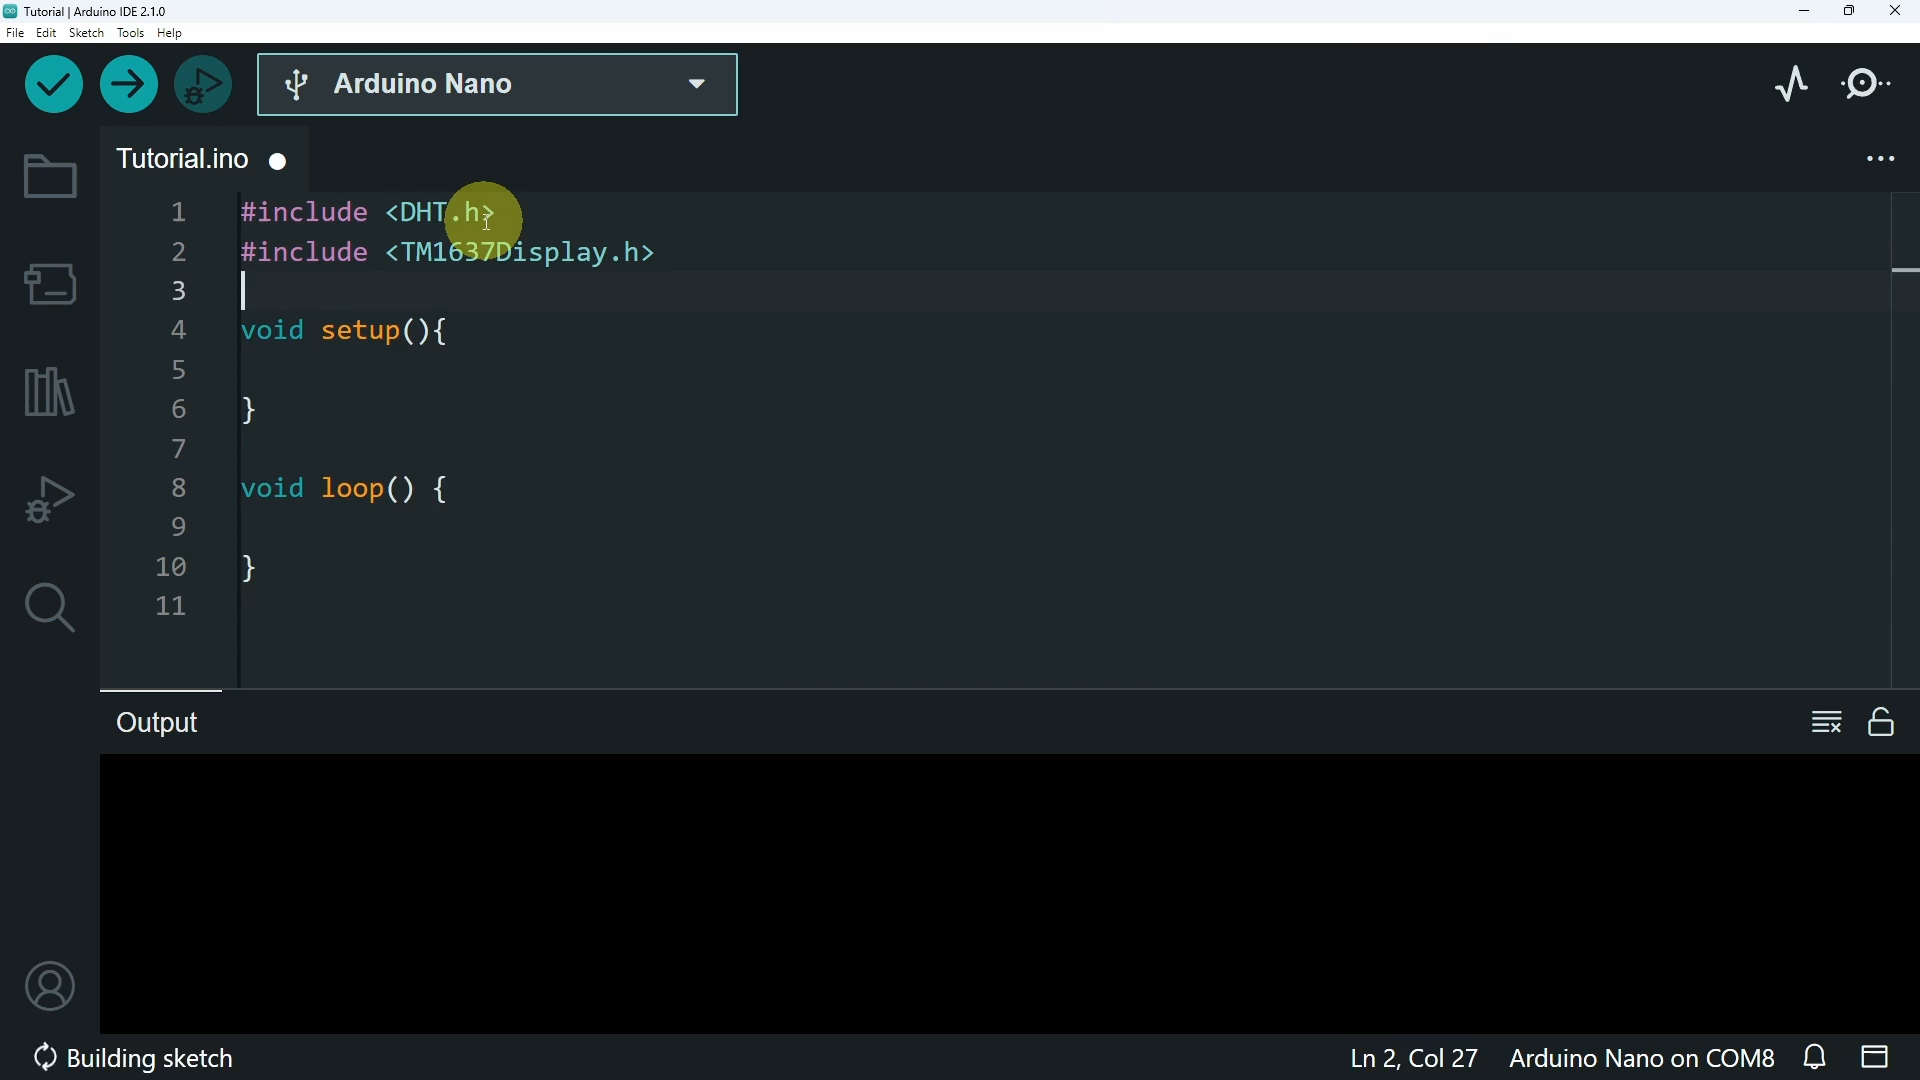 Tutorial | Arduino IDE 2.1.0
File Edit Sketch Tools Help
Arduino Nano
Tutorial.ino
1 #include <DHT.h>
2 #include <TM1637Display.h>
3
4 void setup(){
5
6 }
7
8 void loop() {
9
10 }
11
Output
Building sketch Ln 2, Col 27 Arduino Nano on COM8